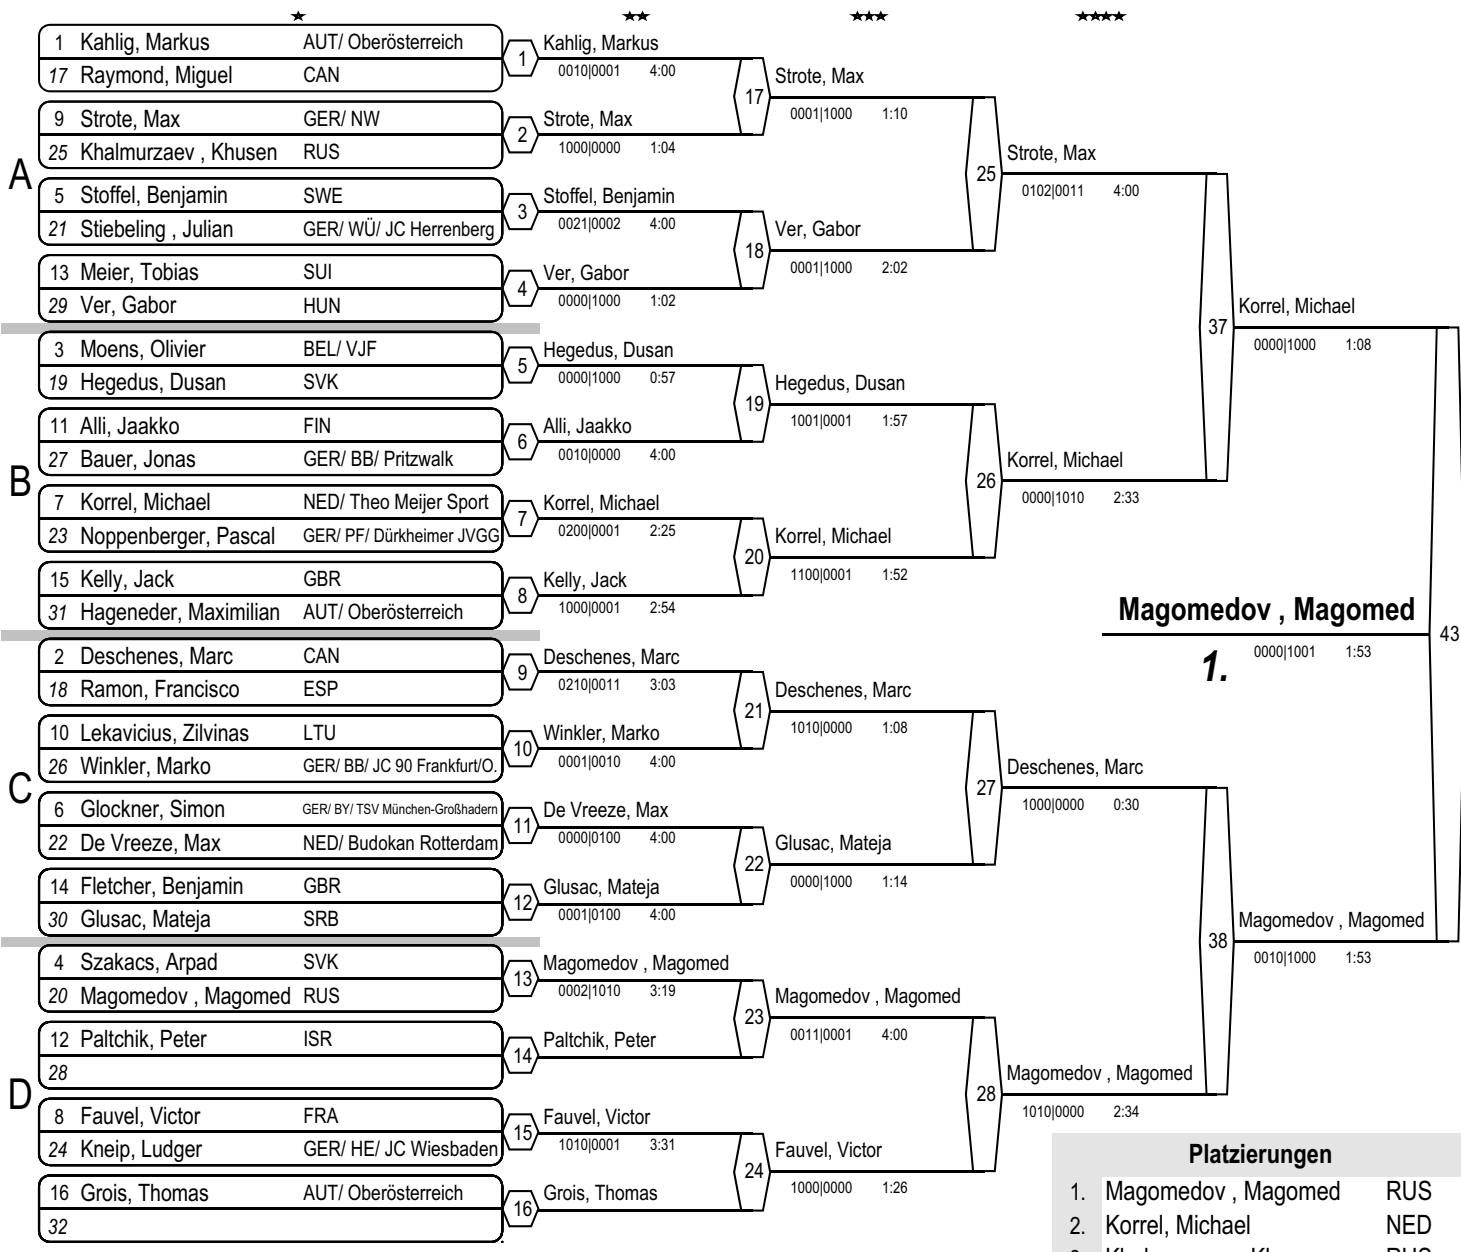 ★ ★★ ★★★ ★★★★
A
1 Kahlig, Markus AUT/ Oberösterreich
17 Raymond, Miguel CAN
9 Strote, Max GER/ NW
25 Khalmurzaev , Khusen RUS
5 Stoffel, Benjamin SWE
21 Stiebeling , Julian GER/ WÜ/ JC Herrenberg
13 Meier, Tobias SUI
29 Ver, Gabor HUN
B
3 Moens, Olivier BEL/ VJF
19 Hegedus, Dusan SVK
11 Alli, Jaakko FIN
27 Bauer, Jonas GER/ BB/ Pritzwalk
7 Korrel, Michael NED/ Theo Meijer Sport
23 Noppenberger, Pascal GER/ PF/ Dürkheimer JVGG
15 Kelly, Jack GBR
31 Hageneder, Maximilian AUT/ Oberösterreich
C
2 Deschenes, Marc CAN
18 Ramon, Francisco ESP
10 Lekavicius, Zilvinas LTU
26 Winkler, Marko GER/ BB/ JC 90 Frankfurt/O.
6 Glockner, Simon GER/ BY/ TSV München-Großhadern
22 De Vreeze, Max NED/ Budokan Rotterdam
14 Fletcher, Benjamin GBR
30 Glusac, Mateja SRB
D
4 Szakacs, Arpad SVK
20 Magomedov , Magomed RUS
12 Paltchik, Peter ISR
28
8 Fauvel, Victor FRA
24 Kneip, Ludger GER/ HE/ JC Wiesbaden
16 Grois, Thomas AUT/ Oberösterreich
32
1 Kahlig, Markus
0010|0001 4:00
2 Strote, Max
1000|0000 1:04
3 Stoffel, Benjamin
0021|0002 4:00
4 Ver, Gabor
0000|1000 1:02
5 Hegedus, Dusan
0000|1000 0:57
6 Alli, Jaakko
0010|0000 4:00
7 Korrel, Michael
0200|0001 2:25
8 Kelly, Jack
1000|0001 2:54
9 Deschenes, Marc
0210|0011 3:03
10 Winkler, Marko
0001|0010 4:00
11 De Vreeze, Max
0000|0100 4:00
12 Glusac, Mateja
0001|0100 4:00
13 Magomedov , Magomed
0002|1010 3:19
14 Paltchik, Peter
15 Fauvel, Victor
1010|0001 3:31
16 Grois, Thomas
17 Strote, Max
0001|1000 1:10
18 Ver, Gabor
0001|1000 2:02
19 Hegedus, Dusan
1001|0001 1:57
20 Korrel, Michael
1100|0001 1:52
21 Deschenes, Marc
1010|0000 1:08
22 Glusac, Mateja
0000|1000 1:14
23 Magomedov , Magomed
0011|0001 4:00
24 Fauvel, Victor
1000|0000 1:26
25 Strote, Max
0102|0011 4:00
26 Korrel, Michael
0000|1010 2:33
27 Deschenes, Marc
1000|0000 0:30
28 Magomedov , Magomed
1010|0000 2:34
37 Korrel, Michael
0000|1000 1:08
38 Magomedov , Magomed
0010|1000 1:53
Magomedov , Magomed 43
1. 0000|1001 1:53
Platzierungen
1. Magomedov , Magomed RUS
2. Korrel, Michael NED